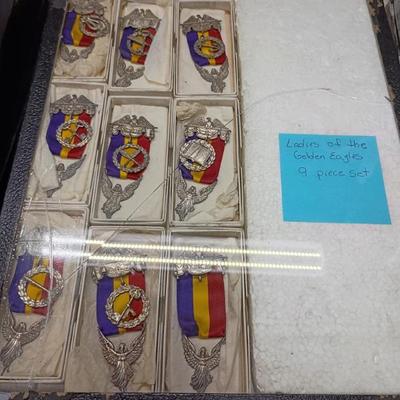 Ladies of the
Golden Eagles
9 piece set